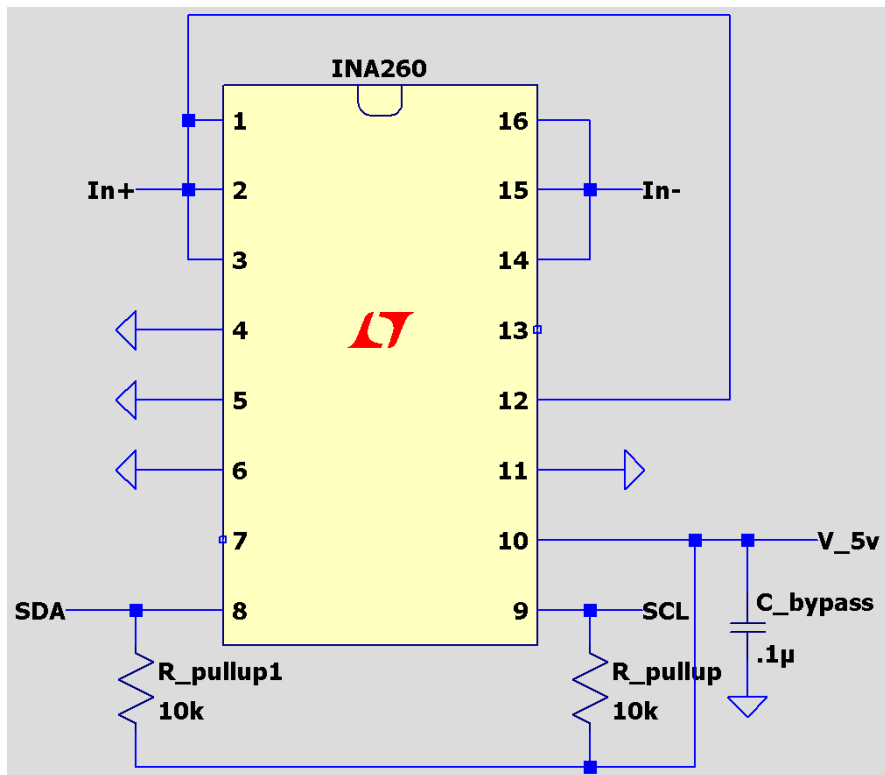 INA260
1
16
In+
2
15
In-
3
14
4
13
5
12
6
11
7
10
V_5v
SDA
8
9
SCL
C_bypass
.1µ
R_pullup1
10k
R_pullup
10k